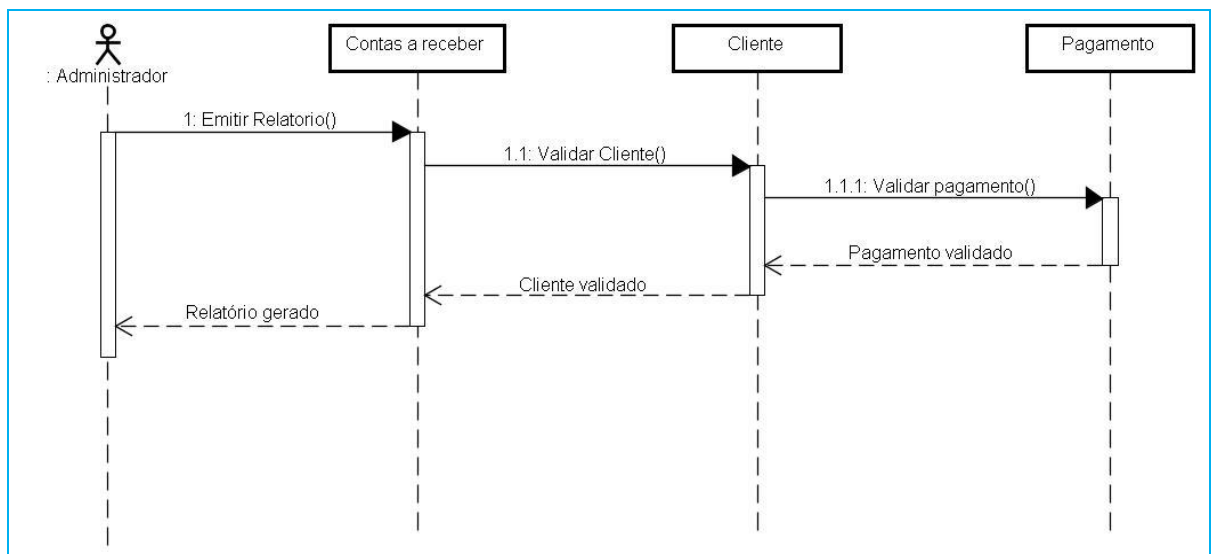 Contas a receber
Cliente
Pagamento
: Administrador
1: Emitir Relatorio()
1.1: Validar Cliente()
1.1.1: Validar pagamento()
Pagamento validado
Cliente validado
Relatório gerado